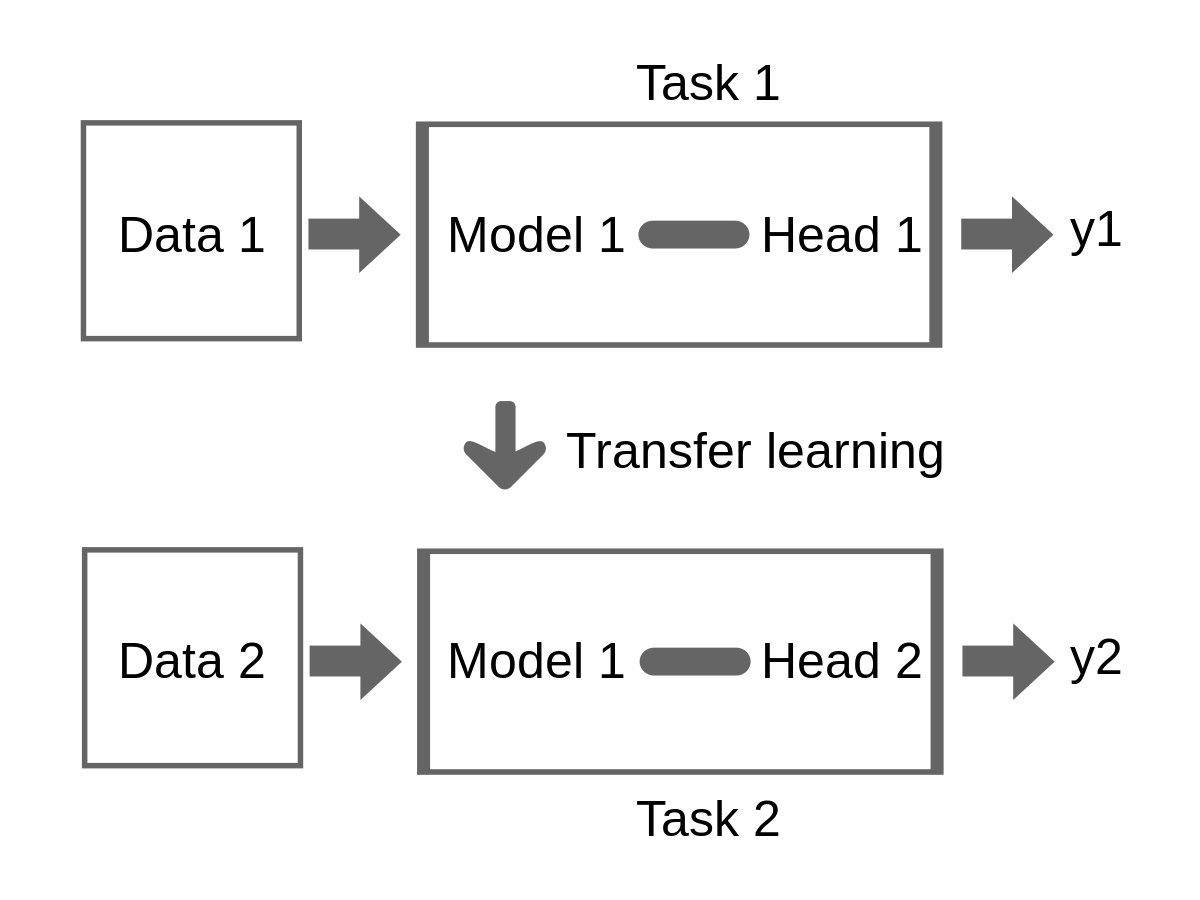 Task 1
Data 1
Model 1
Head 1
y1
Transfer learning
Data 2
Model 1
Head 2
y2
Task 2